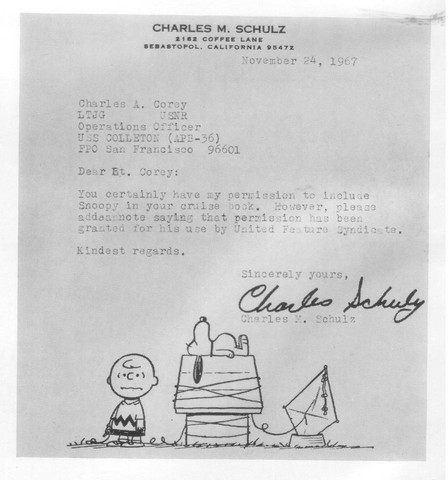 CHARLES M. SCHULZ
2162 COFFEE LANE
SEBASTOPOL, CALIFORNIA 95472
November 24, 1967
Charles A. Corey
LTJG USNR
Operations Officer
USS COLLETON (APB-36)
FPO San Francisco 96601
Dear Lt. Corey:
You certainly have my permission to include
Snoopy in your cruise book. However, please
addsamnote saying that permission has been
granted for his use by United Feature Syndicate.
Kindest regards,
Sincerely yours,
Charles Schulz
Charles M. Schulz